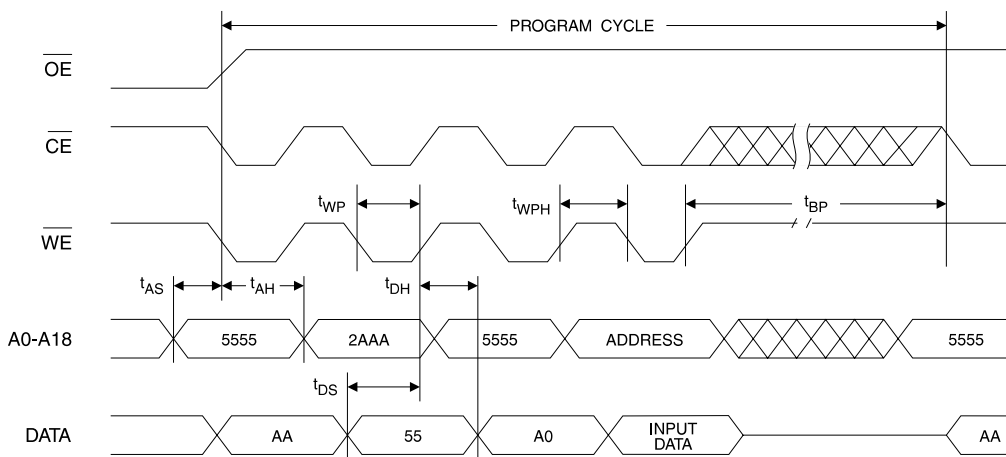 PROGRAM CYCLE
OE
CE
tWP
tWPH
tBP
WE
tAS
tAH
tDH
A0-A18
5555
2AAA
5555
ADDRESS
5555
tDS
DATA
AA
55
A0
INPUT
DATA
AA